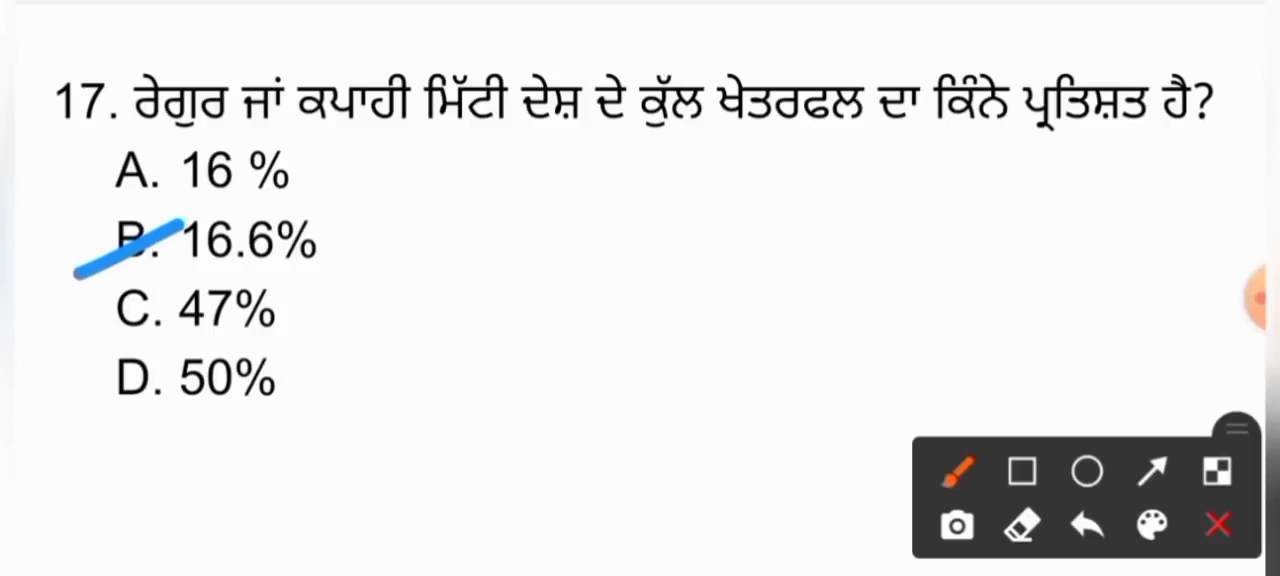 17. ਰੇਗੁਰ ਜਾਂ ਕਪਾਹੀ ਮਿੱਟੀ ਦੇਸ਼ ਦੇ ਕੁੱਲ ਖੇਤਰਫਲ ਦਾ ਕਿੰਨੇ ਪ੍ਰਤਿਸ਼ਤ ਹੈ?
A. 16 %
B. 16.6%
C. 47%
D. 50%